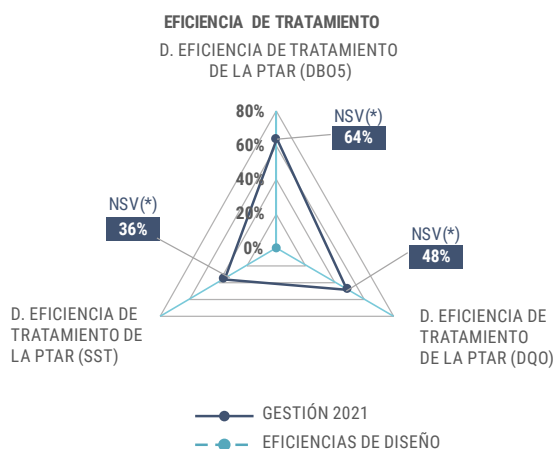 EFICIENCIA DE TRATAMIENTO
D. EFICIENCIA DE TRATAMIENTO
DE LA PTAR (DBO5)
80%
60%
40%
20%
0%
NSV(*)
64%
NSV(*)
36%
NSV(*)
48%
D. EFICIENCIA DE
TRATAMIENTO DE
LA PTAR (SST)
D. EFICIENCIA DE
TRATAMIENTO
DE LA PTAR (DQO)
GESTIÓN 2021
EFICIENCIAS DE DISEÑO